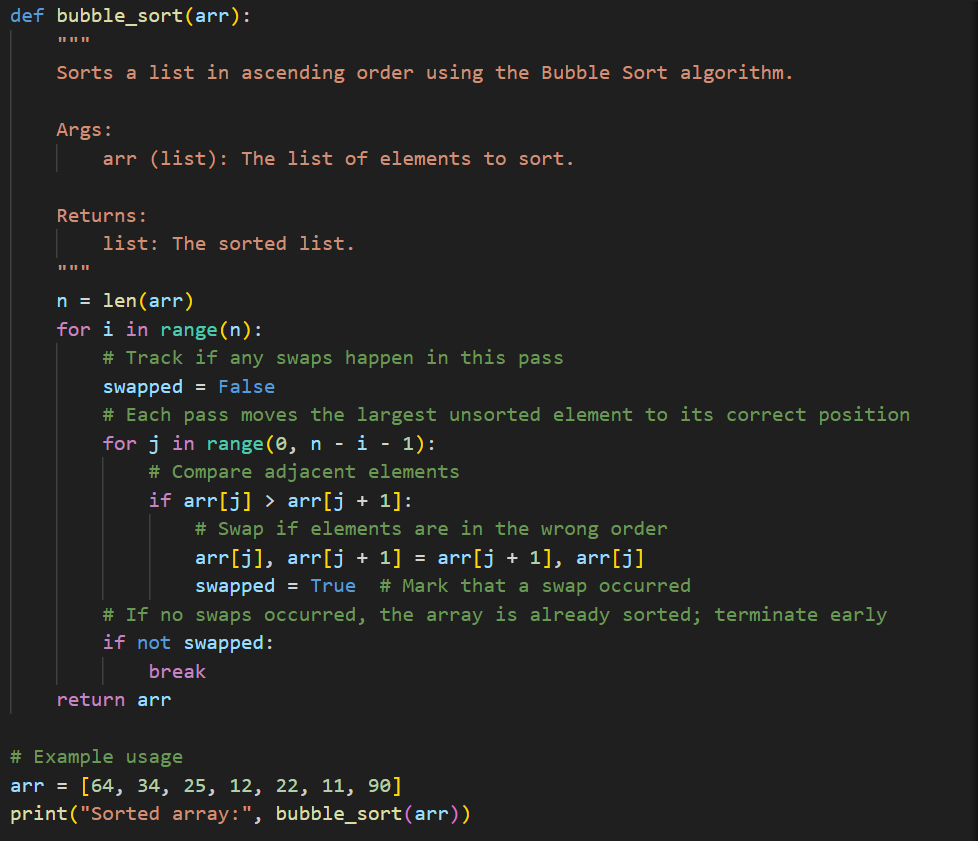 def bubble_sort(arr):
    """
    Sorts a list in ascending order using the Bubble Sort algorithm.

    Args:
        arr (list): The list of elements to sort.

    Returns:
        list: The sorted list.
    """
    n = len(arr)
    for i in range(n):
        # Track if any swaps happen in this pass
        swapped = False
        # Each pass moves the largest unsorted element to its correct position
        for j in range(0, n - i - 1):
            # Compare adjacent elements
            if arr[j] > arr[j + 1]:
                # Swap if elements are in the wrong order
                arr[j], arr[j + 1] = arr[j + 1], arr[j]
                swapped = True  # Mark that a swap occurred
        # If no swaps occurred, the array is already sorted; terminate early
        if not swapped:
            break
    return arr

# Example usage
arr = [64, 34, 25, 12, 22, 11, 90]
print("Sorted array:", bubble_sort(arr))